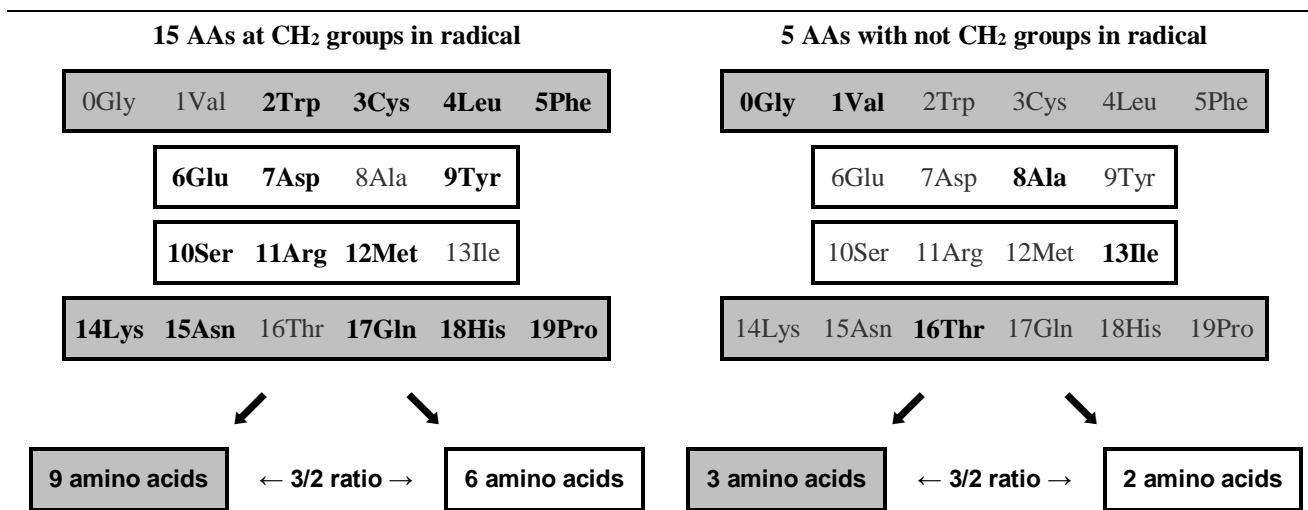 15 AAs at CH₂ groups in radical
0Gly 1Val 2Trp 3Cys 4Leu 5Phe
6Glu 7Asp 8Ala 9Tyr
10Ser 11Arg 12Met 13Ile
14Lys 15Asn 16Thr 17Gln 18His 19Pro
9 amino acids ← 3/2 ratio → 6 amino acids
5 AAs with not CH₂ groups in radical
0Gly 1Val 2Trp 3Cys 4Leu 5Phe
6Glu 7Asp 8Ala 9Tyr
10Ser 11Arg 12Met 13Ile
14Lys 15Asn 16Thr 17Gln 18His 19Pro
3 amino acids ← 3/2 ratio → 2 amino acids